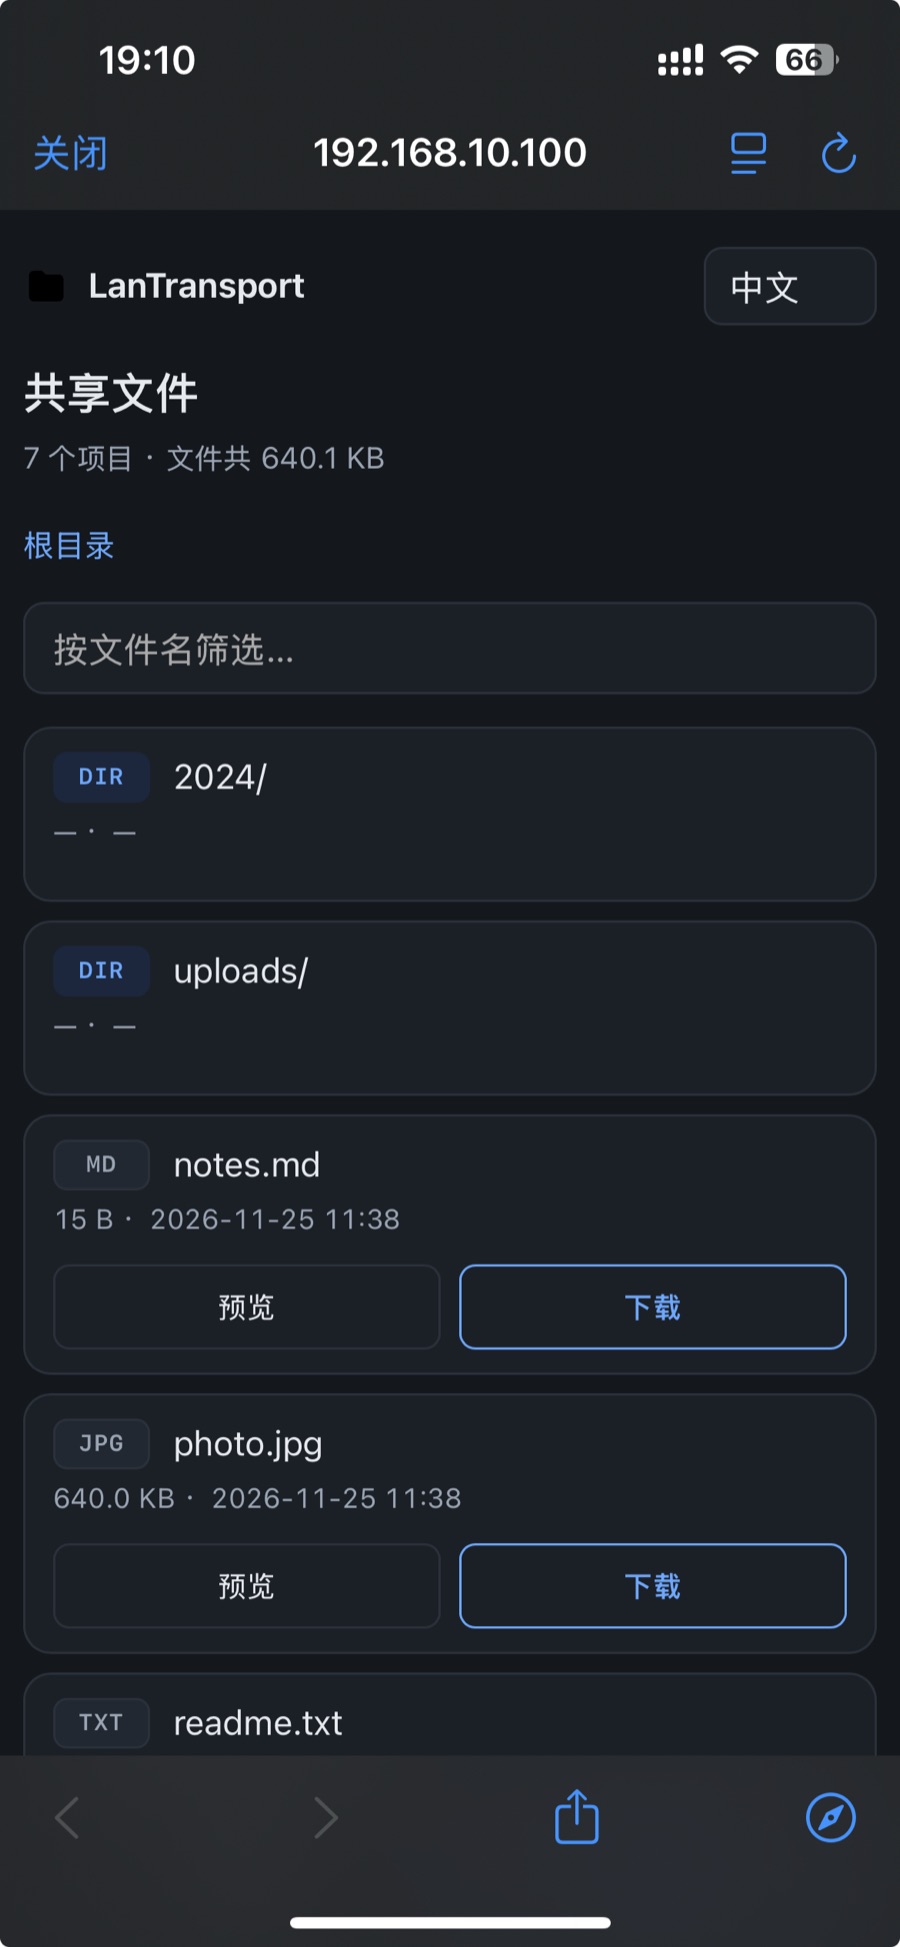 19:10
66
关闭
192.168.10.100
LanTransport
中文
共享文件
7 个项目 · 文件共 640.1 KB
根目录
按文件名筛选...
DIR 2024/
— · —
DIR uploads/
— · —
MD notes.md
15 B · 2026-11-25 11:38
预览 下载
JPG photo.jpg
640.0 KB · 2026-11-25 11:38
预览 下载
TXT readme.txt